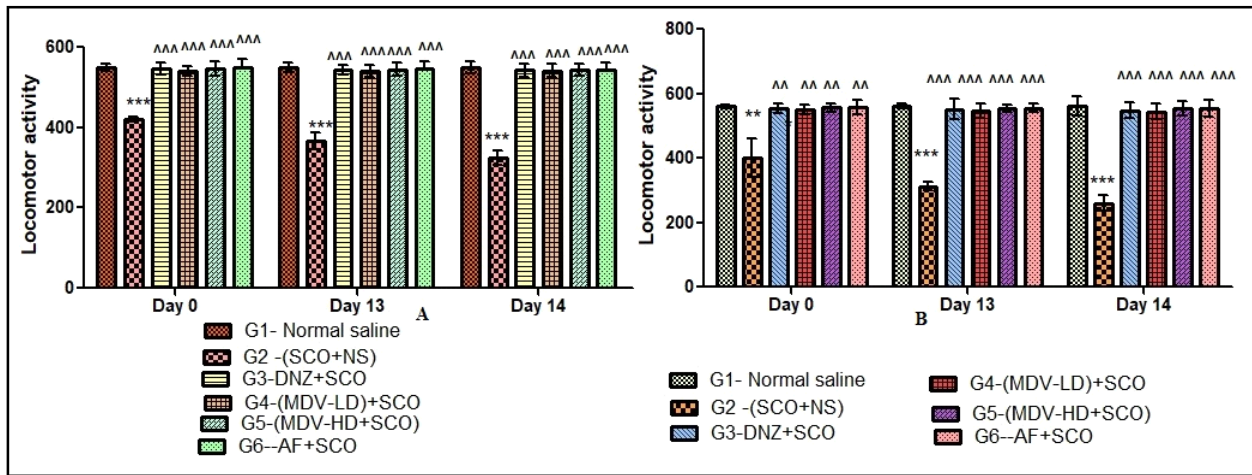 ^^^ ^^^ ^^^ ^^^ ^^^ ^^^ ^^^ ^^^ ^^^ ^^^ ^^^ ^^^
600
400
200
0
Locomotor activity
*** *** ***
Day 0 Day 13 Day 14
A
G1- Normal saline
G2 -(SCO+NS)
G3-DNZ+SCO
G4-(MDV-LD)+SCO
G5-(MDV-HD+SCO)
G6--AF+SCO
800
600
400
200
0
Locomotor activity
^^ ^^ ^^ ^^ ^^^ ^^^ ^^^ ^^^ ^^^ ^^^ ^^^ ^^^
** *** ***
*
Day 0 Day 13 Day 14
B
G1- Normal saline
G2 -(SCO+NS)
G3-DNZ+SCO
G4-(MDV-LD)+SCO
G5-(MDV-HD+SCO)
G6--AF+SCO